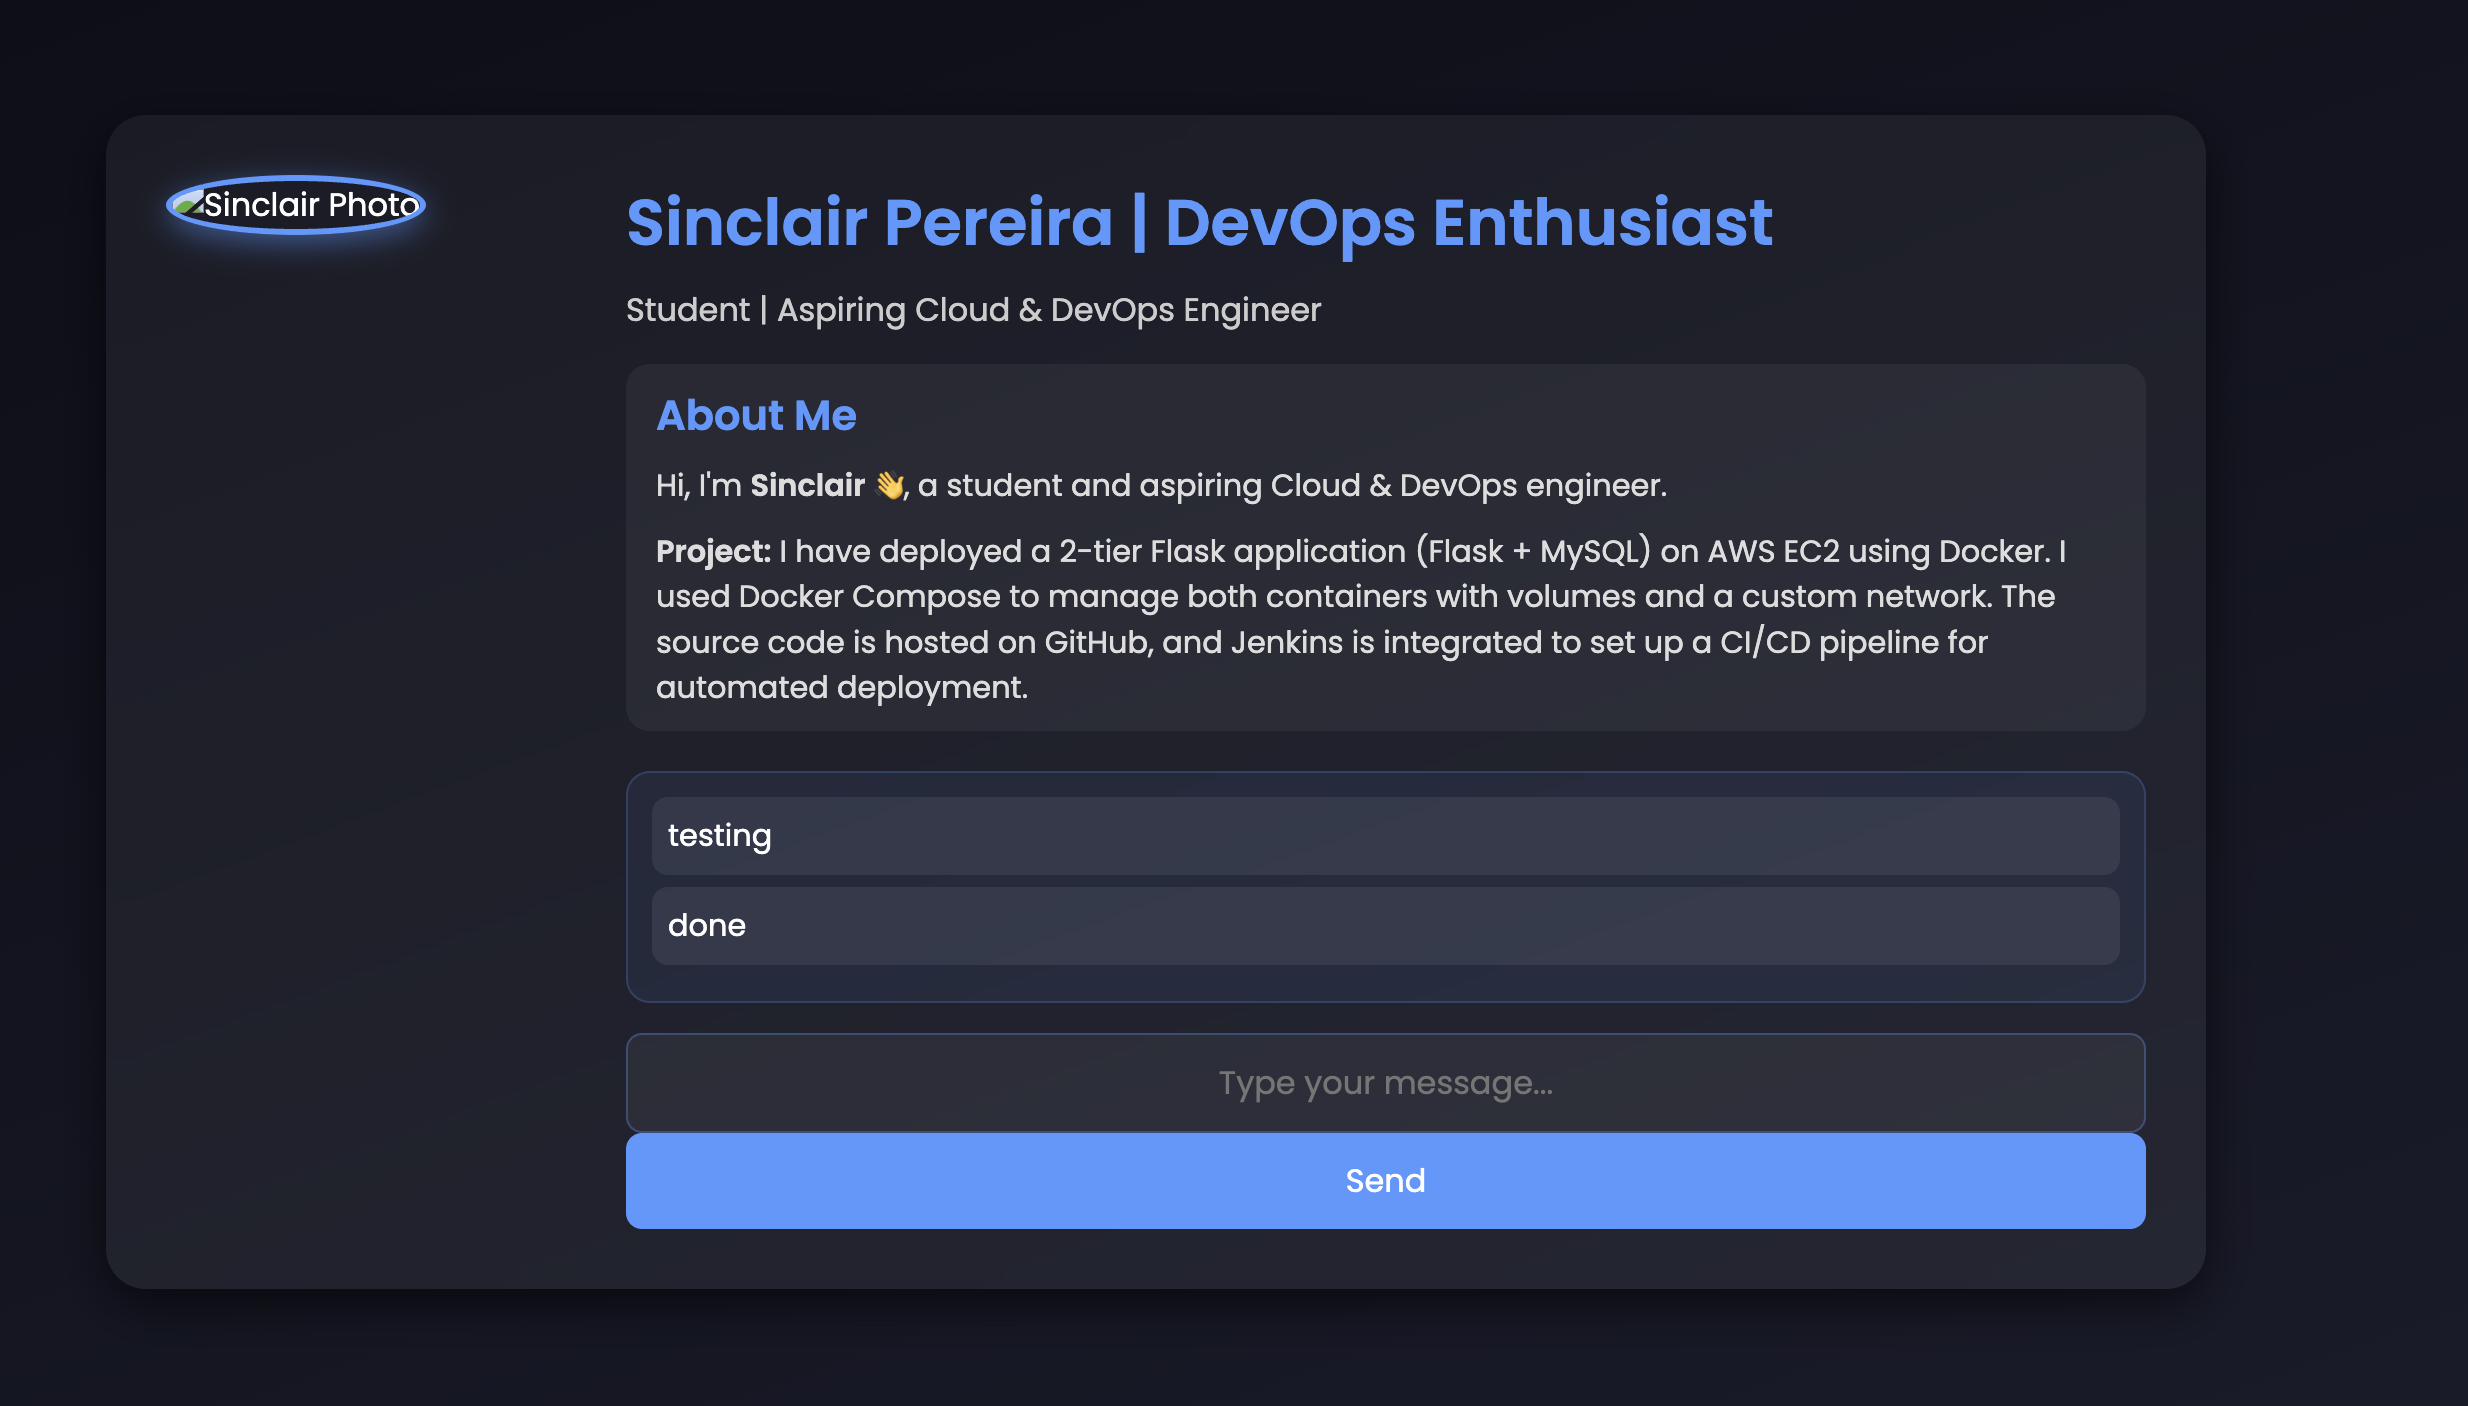 Sinclair Photo
Sinclair Pereira | DevOps Enthusiast
Student | Aspiring Cloud & DevOps Engineer
About Me
Hi, I'm Sinclair 👋, a student and aspiring Cloud & DevOps engineer.
Project: I have deployed a 2-tier Flask application (Flask + MySQL) on AWS EC2 using Docker. I
used Docker Compose to manage both containers with volumes and a custom network. The
source code is hosted on GitHub, and Jenkins is integrated to set up a CI/CD pipeline for
automated deployment.
testing
done
Type your message...
Send